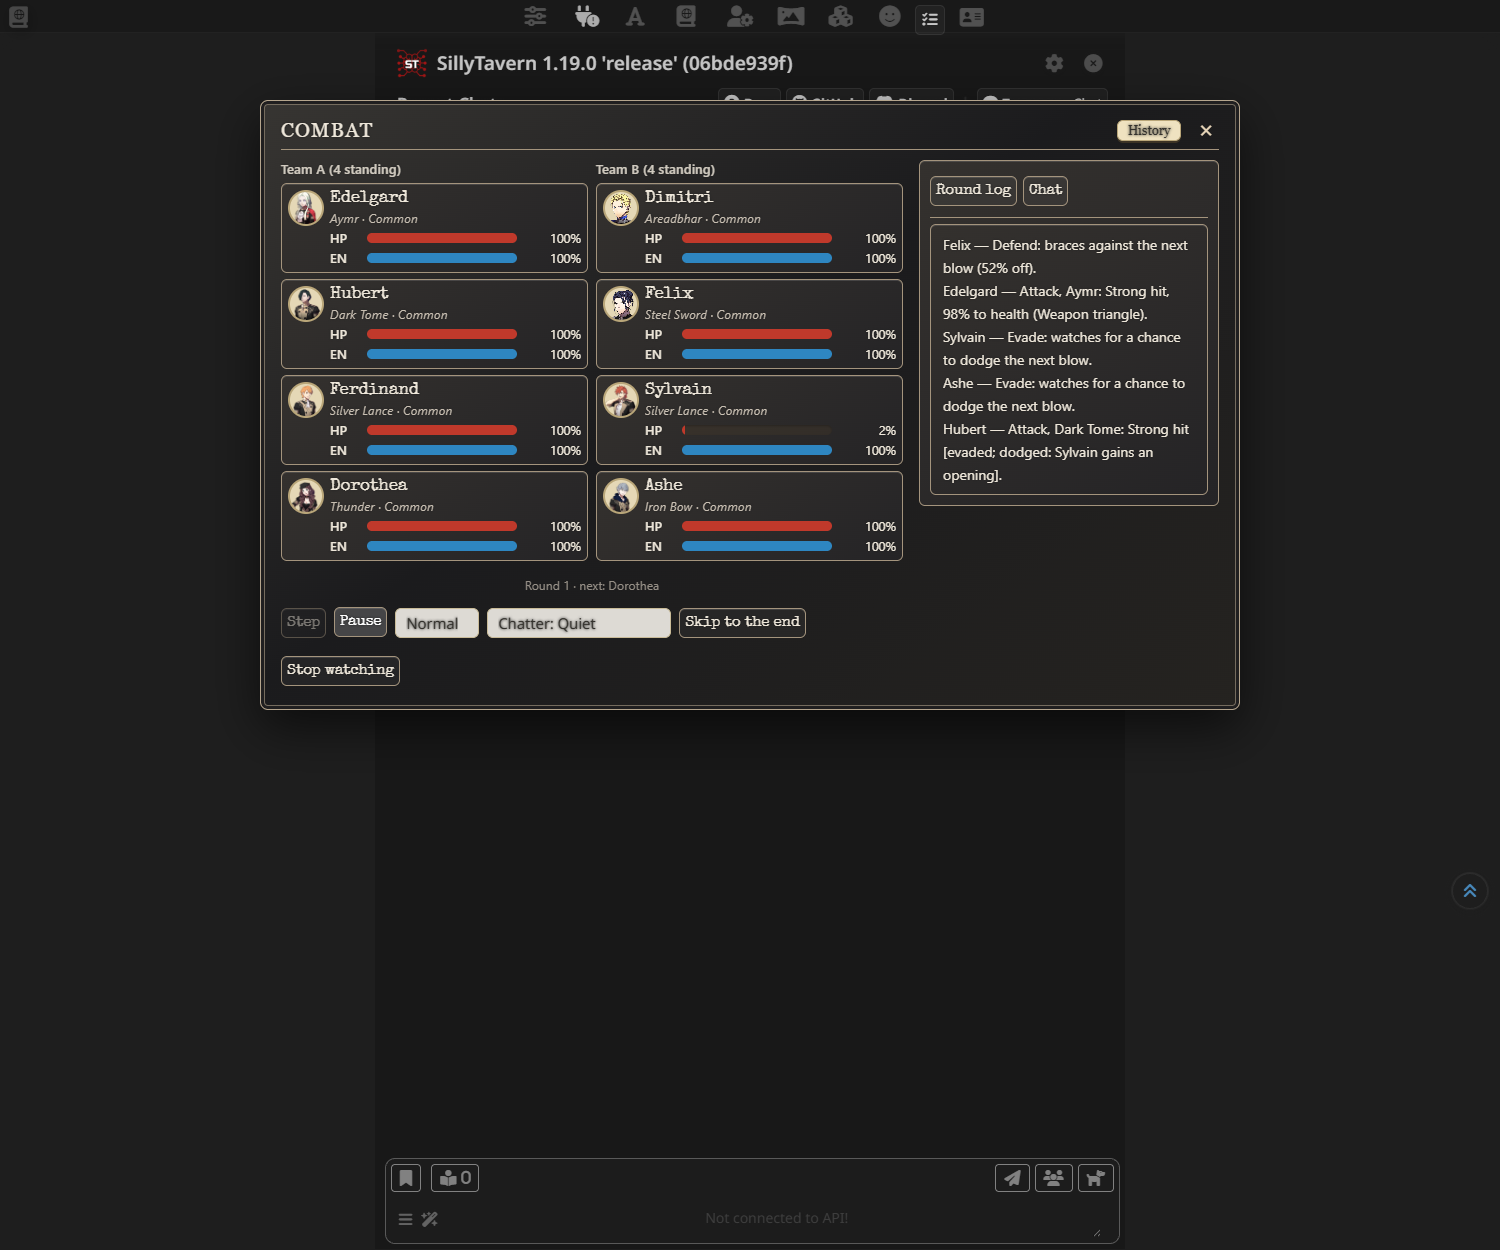 SillyTavern 1.19.0 'release' (06bde939f)
COMBAT
History
Team A (4 standing)
Edelgard
Aymr · Common
HP 100%
EN 100%
Hubert
Dark Tome · Common
HP 100%
EN 100%
Ferdinand
Silver Lance · Common
HP 100%
EN 100%
Dorothea
Thunder · Common
HP 100%
EN 100%
Team B (4 standing)
Dimitri
Areadbhar · Common
HP 100%
EN 100%
Felix
Steel Sword · Common
HP 100%
EN 100%
Sylvain
Silver Lance · Common
HP 2%
EN 100%
Ashe
Iron Bow · Common
HP 100%
EN 100%
Round log Chat
Felix — Defend: braces against the next
blow (52% off).
Edelgard — Attack, Aymr: Strong hit,
98% to health (Weapon triangle).
Sylvain — Evade: watches for a chance
to dodge the next blow.
Ashe — Evade: watches for a chance to
dodge the next blow.
Hubert — Attack, Dark Tome: Strong hit
[evaded; dodged: Sylvain gains an
opening].
Round 1 · next: Dorothea
Step Pause Normal Chatter: Quiet Skip to the end
Stop watching
0
Not connected to API!